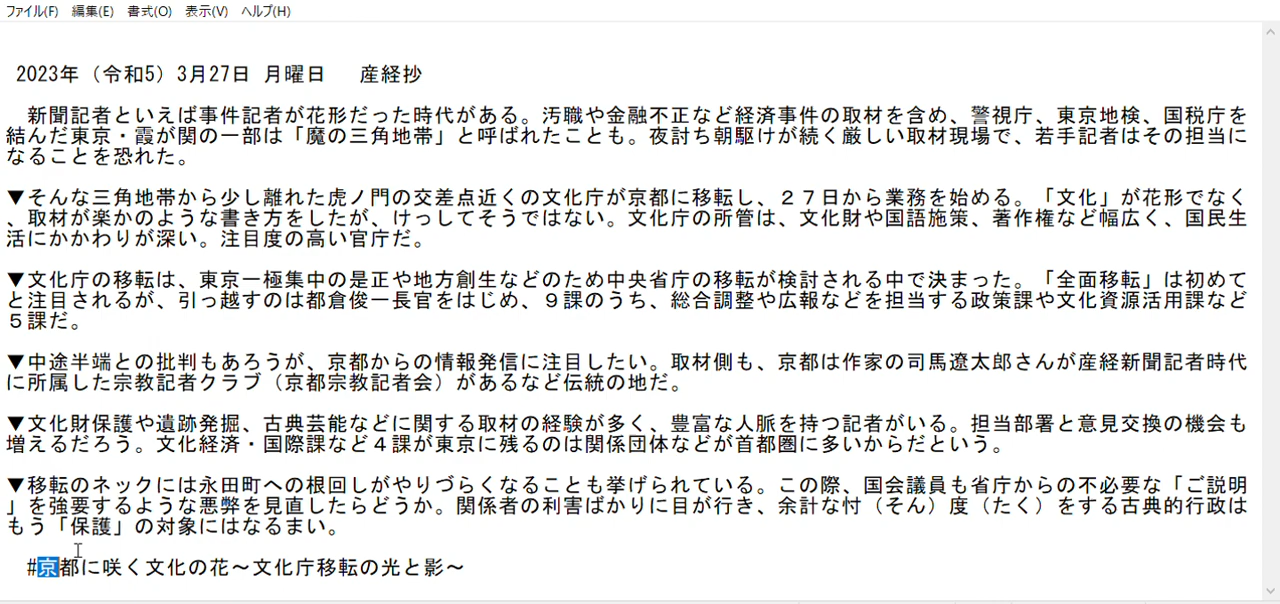 ファイル(F) 編集(E) 書式(O) 表示(V) ヘルプ(H)
2023年（令和5）3月27日 月曜日 産経抄
新聞記者といえば事件記者が花形だった時代がある。汚職や金融不正など経済事件の取材を含め、警視庁、東京地検、国税庁を
結んだ東京・霞が関の一部は「魔の三角地帯」と呼ばれたことも。夜討ち朝駆けが続く厳しい取材現場で、若手記者はその担当に
なることを恐れた。
▼そんな三角地帯から少し離れた虎ノ門の交差点近くの文化庁が京都に移転し、２７日から業務を始める。「文化」が花形でなく
、取材が楽かのような書き方をしたが、けっしてそうではない。文化庁の所管は、文化財や国語施策、著作権など幅広く、国民生
活にかかわりが深い。注目度の高い官庁だ。
▼文化庁の移転は、東京一極集中の是正や地方創生などのため中央省庁の移転が検討される中で決まった。「全面移転」は初めて
と注目されるが、引っ越すのは都倉俊一長官をはじめ、９課のうち、総合調整や広報などを担当する政策課や文化資源活用課など
５課だ。
▼中途半端との批判もあろうが、京都からの情報発信に注目したい。取材側も、京都は作家の司馬遼太郎さんが産経新聞記者時代
に所属した宗教記者クラブ（京都宗教記者会）があるなど伝統の地だ。
▼文化財保護や遺跡発掘、古典芸能などに関する取材の経験が多く、豊富な人脈を持つ記者がいる。担当部署と意見交換の機会も
増えるだろう。文化経済・国際課など４課が東京に残るのは関係団体などが首都圏に多いからだという。
▼移転のネックには永田町への根回しがやりづらくなることも挙げられている。この際、国会議員も省庁からの不必要な「ご説明
」を強要するような悪弊を見直したらどうか。関係者の利害ばかりに目が行き、余計な忖（そん）度（たく）をする古典的行政は
もう「保護」の対象にはなるまい。
#京都に咲く文化の花～文化庁移転の光と影～